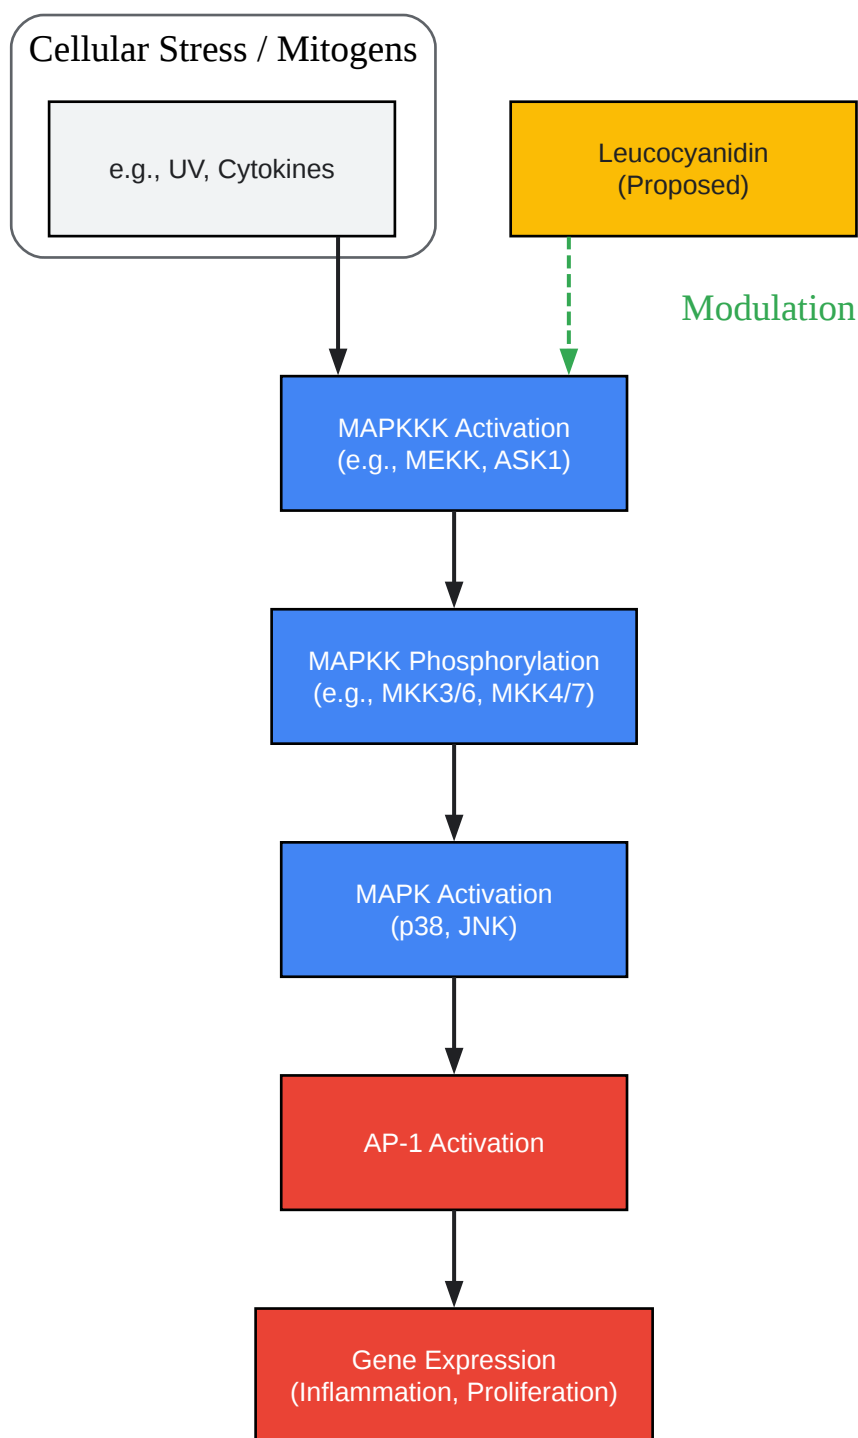 Cellular Stress / Mitogens
e.g., UV, Cytokines
Leucocyanidin
(Proposed)
Modulation
MAPKKK Activation
(e.g., MEKK, ASK1)
MAPKK Phosphorylation
(e.g., MKK3/6, MKK4/7)
MAPK Activation
(p38, JNK)
AP-1 Activation
Gene Expression
(Inflammation, Proliferation)